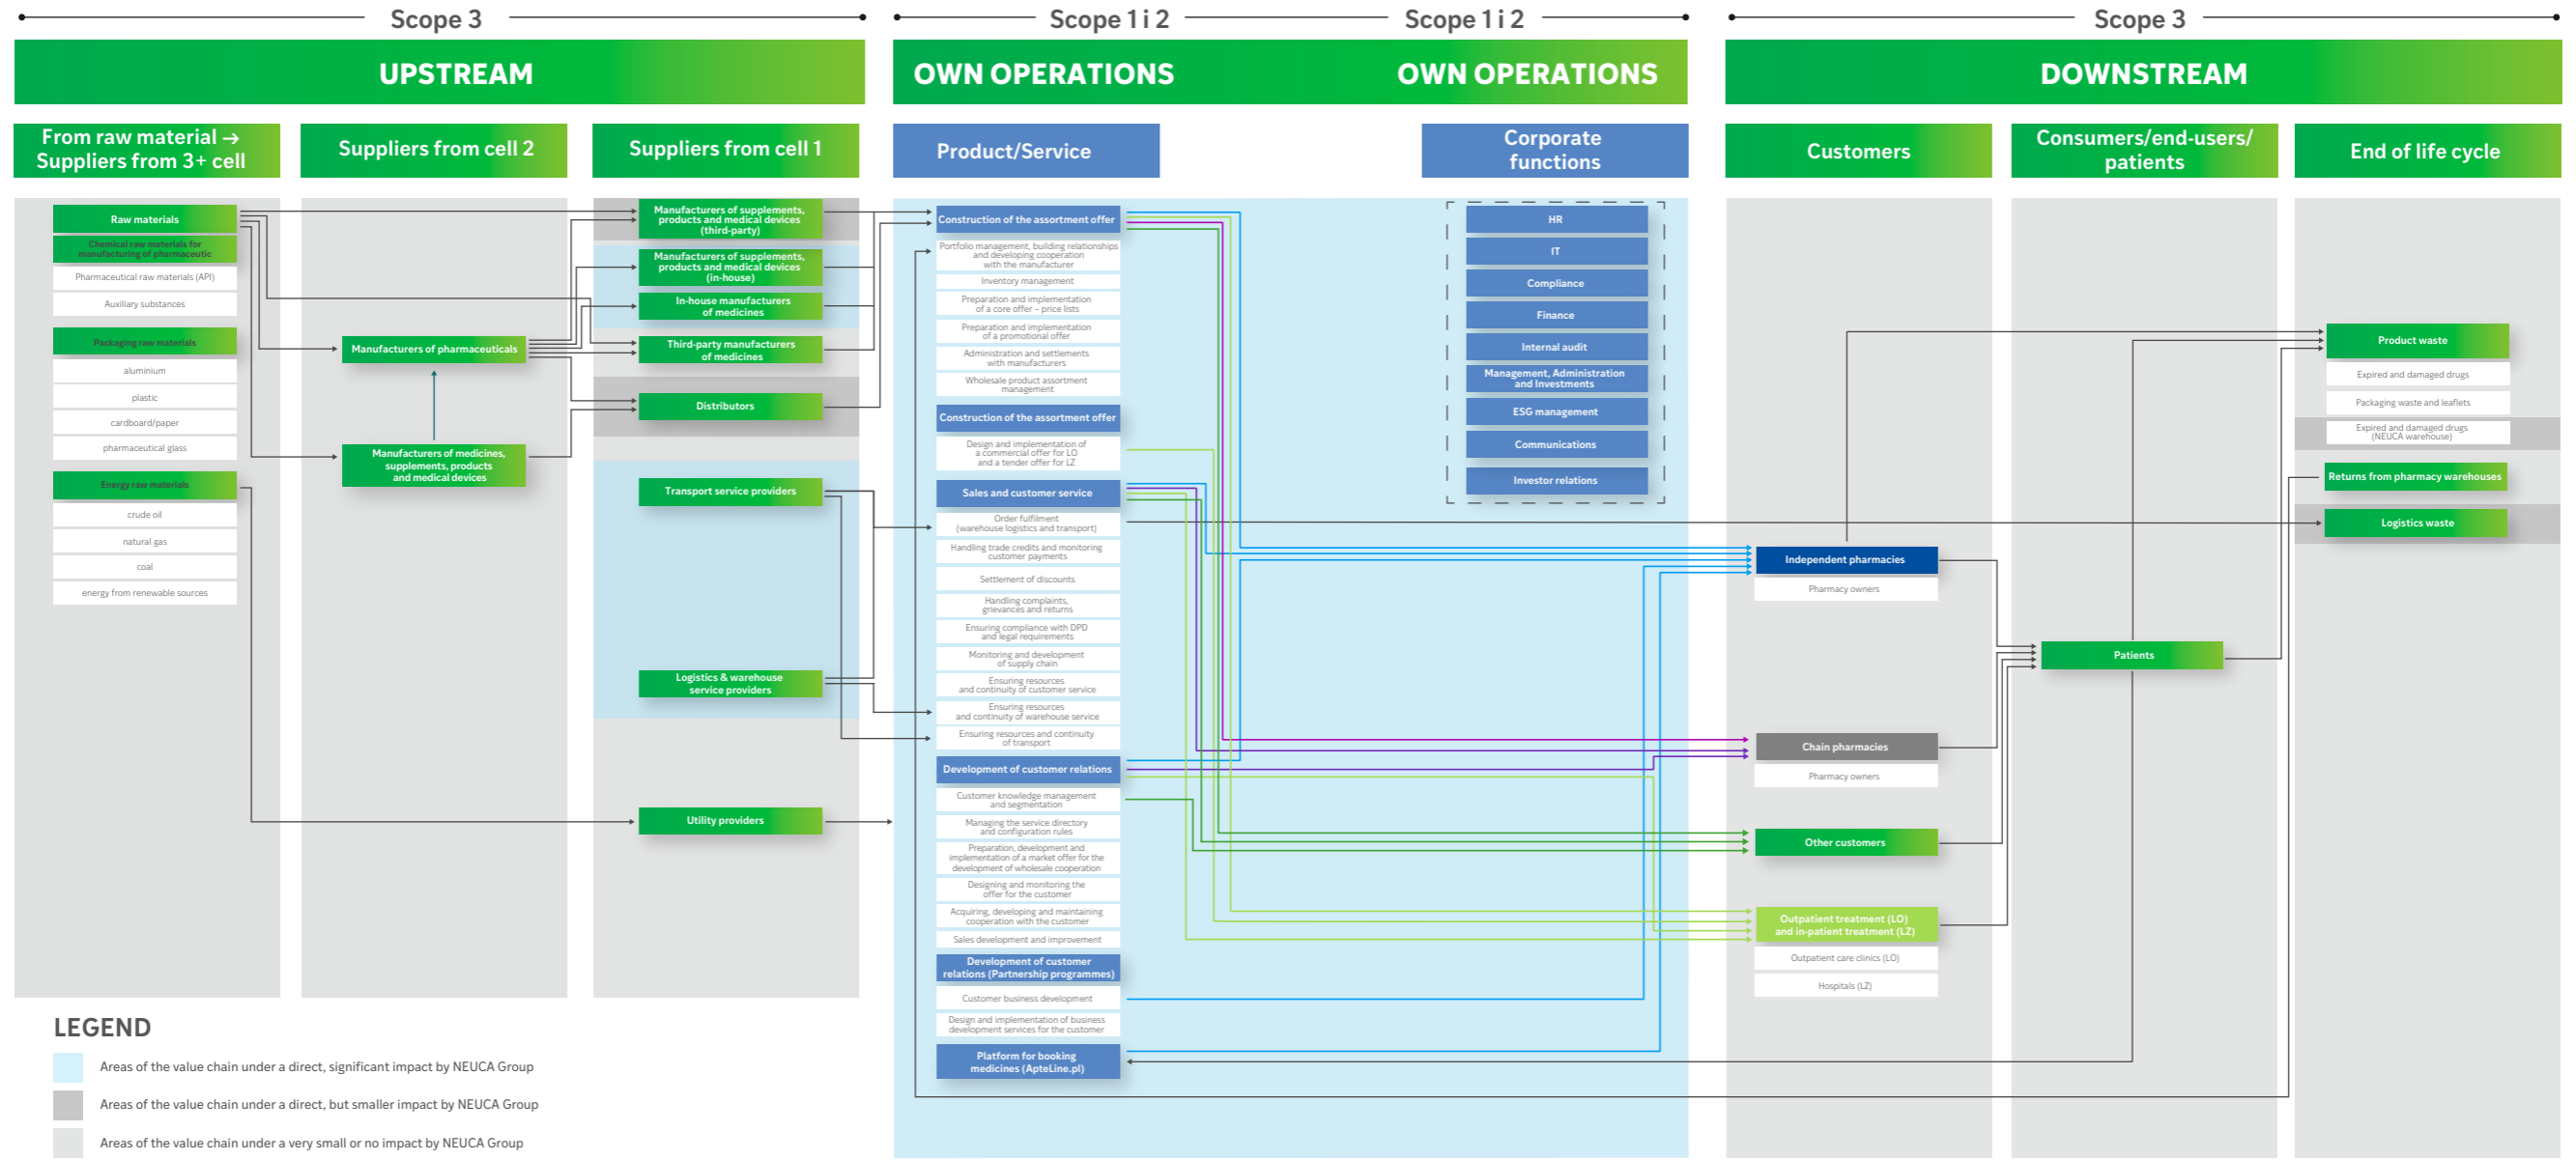 Scope 3
Scope 1 i 2
Scope 1 i 2
Scope 3
UPSTREAM
OWN OPERATIONS
OWN OPERATIONS
DOWNSTREAM
From raw material →
Suppliers from 3+ cell
Suppliers from cell 2
Suppliers from cell 1
Product/Service
Corporate
functions
Customers
Consumers/end-users/
patients
End of life cycle
Raw materials
Chemical raw materials for
manufacturing of pharmaceutic
Pharmaceutical raw materials (API)
Auxiliary substances
Packaging raw materials
aluminium
plastic
cardboard/paper
pharmaceutical glass
Energy raw materials
crude oil
natural gas
coal
energy from renewable sources
Manufacturers of pharmaceuticals
Manufacturers of medicines,
supplements, products
and medical devices
Manufacturers of supplements,
products and medical devices
(third-party)
Manufacturers of supplements,
products and medical devices
(in-house)
In-house manufacturers
of medicines
Third-party manufacturers
of medicines
Distributors
Transport service providers
Logistics & warehouse
service providers
Utility providers
Construction of the assortment offer
Portfolio management, building relationships
and developing cooperation
with the manufacturer
Inventory management
Preparation and implementation
of a core offer – price lists
Preparation and implementation
of a promotional offer
Administration and settlements
with manufacturers
Wholesale product assortment
management
Construction of the assortment offer
Design and implementation of
a commercial offer for LO
and a tender offer for LZ
Sales and customer service
Order fulfilment
(warehouse logistics and transport)
Handling trade credits and monitoring
customer payments
Settlement of discounts
Handling complaints,
grievances and returns
Ensuring compliance with DPD
and legal requirements
Monitoring and development
of supply chain
Ensuring resources
and continuity of customer service
Ensuring resources
and continuity of warehouse service
Ensuring resources and continuity
of transport
Development of customer relations
Customer knowledge management
and segmentation
Managing the service directory
and configuration rules
Preparation, development and
implementation of a market offer for the
development of wholesale cooperation
Designing and monitoring the
offer for the customer
Acquiring, developing and maintaining
cooperation with the customer
Sales development and improvement
Development of customer
relations (Partnership programmes)
Customer business development
Design and implementation of business
development services for the customer
Platform for booking
medicines (ApteLine.pl)
HR
IT
Compliance
Finance
Internal audit
Management, Administration
and Investments
ESG management
Communications
Investor relations
Independent pharmacies
Pharmacy owners
Chain pharmacies
Pharmacy owners
Other customers
Outpatient treatment (LO)
and in-patient treatment (LZ)
Outpatient care clinics (LO)
Hospitals (LZ)
Patients
Product waste
Expired and damaged drugs
Packaging waste and leaflets
Expired and damaged drugs
(NEUCA warehouse)
Returns from pharmacy warehouses
Logistics waste
LEGEND
Areas of the value chain under a direct, significant impact by NEUCA Group
Areas of the value chain under a direct, but smaller impact by NEUCA Group
Areas of the value chain under a very small or no impact by NEUCA Group